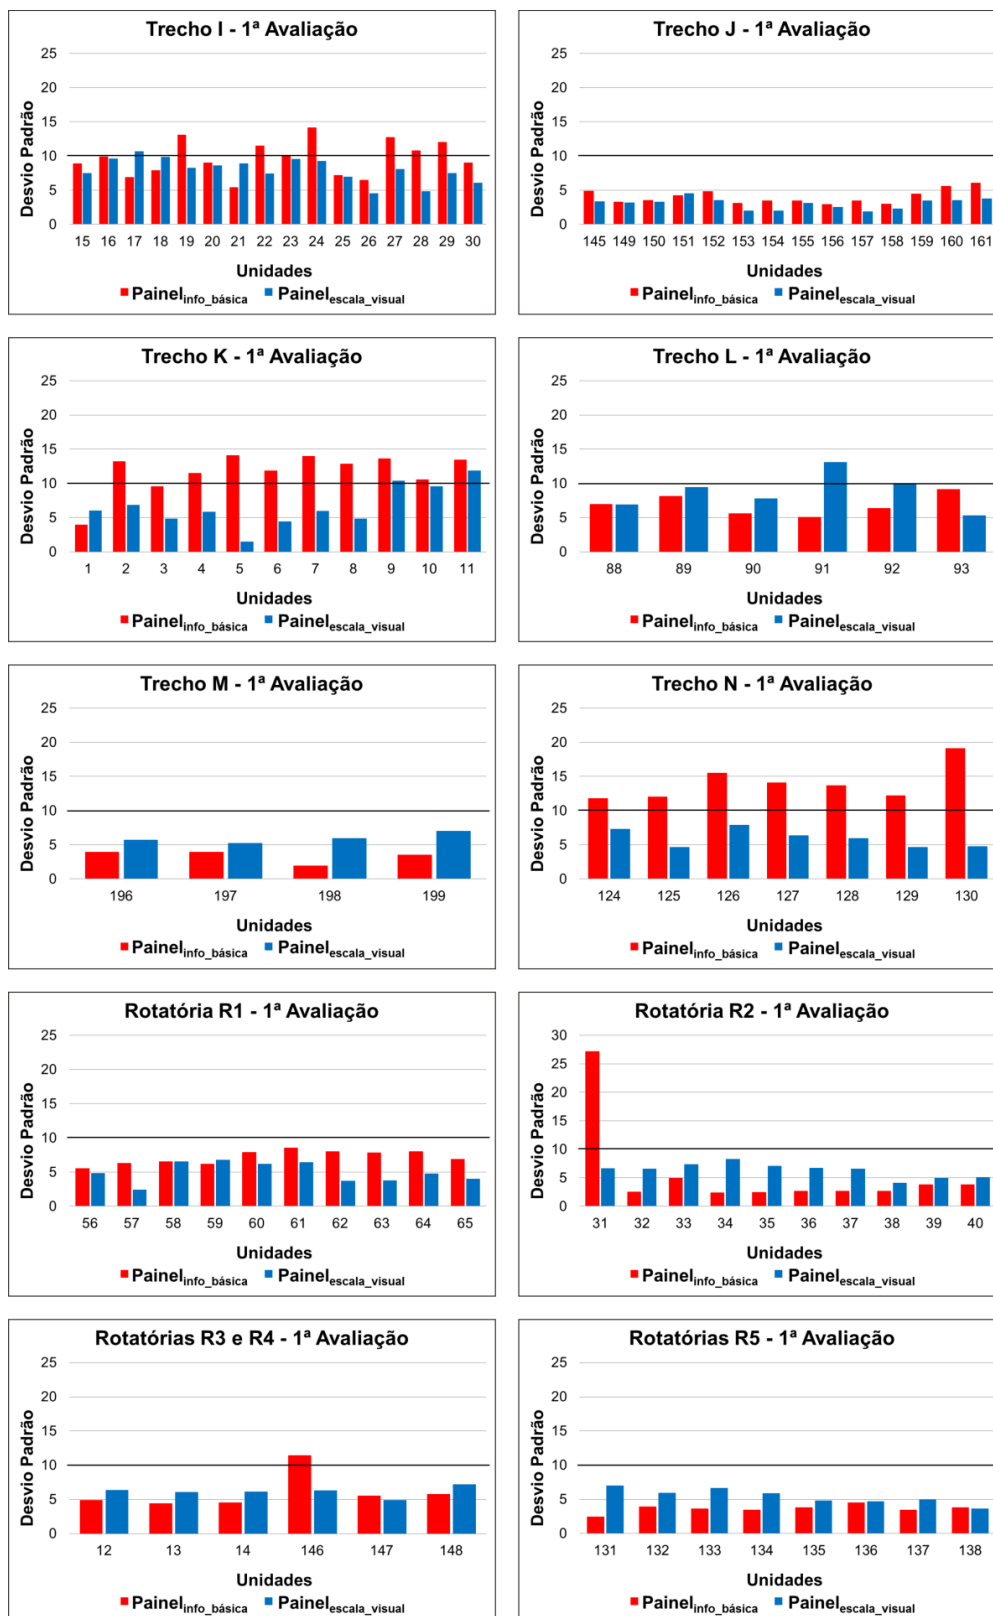 Trecho I - 1ª Avaliação
25
20
15
10
5
0
Desvio Padrão
15 16 17 18 19 20 21 22 23 24 25 26 27 28 29 30
Unidades
Painelinfo_básica Painelescala_visual
Trecho J - 1ª Avaliação
25
20
15
10
5
0
Desvio Padrão
145 149 150 151 152 153 154 155 156 157 158 159 160 161
Unidades
Painelinfo_básica Painelescala_visual
Trecho K - 1ª Avaliação
25
20
15
10
5
0
Desvio Padrão
1 2 3 4 5 6 7 8 9 10 11
Unidades
Painelinfo_básica Painelescala_visual
Trecho L - 1ª Avaliação
25
20
15
10
5
0
Desvio Padrão
88 89 90 91 92 93
Unidades
Painelinfo_básica Painelescala_visual
Trecho M - 1ª Avaliação
25
20
15
10
5
0
Desvio Padrão
196 197 198 199
Unidades
Painelinfo_básica Painelescala_visual
Trecho N - 1ª Avaliação
25
20
15
10
5
0
Desvio Padrão
124 125 126 127 128 129 130
Unidades
Painelinfo_básica Painelescala_visual
Rotatória R1 - 1ª Avaliação
25
20
15
10
5
0
Desvio Padrão
56 57 58 59 60 61 62 63 64 65
Unidades
Painelinfo_básica Painelescala_visual
Rotatória R2 - 1ª Avaliação
30
25
20
15
10
5
0
Desvio Padrão
31 32 33 34 35 36 37 38 39 40
Unidades
Painelinfo_básica Painelescala_visual
Rotatórias R3 e R4 - 1ª Avaliação
25
20
15
10
5
0
Desvio Padrão
12 13 14 146 147 148
Unidades
Painelinfo_básica Painelescala_visual
Rotatórias R5 - 1ª Avaliação
25
20
15
10
5
0
Desvio Padrão
131 132 133 134 135 136 137 138
Unidades
Painelinfo_básica Painelescala_visual